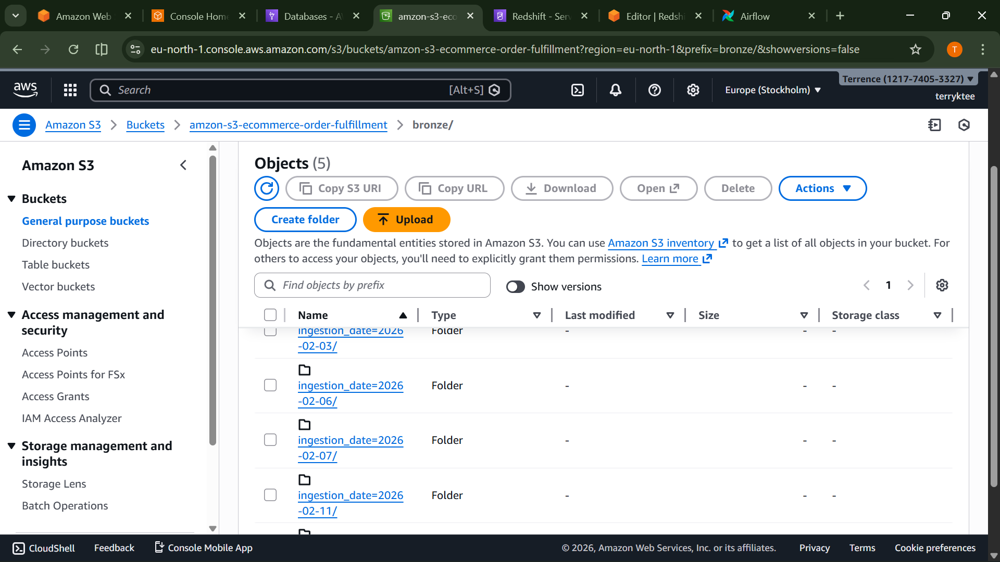 Amazon Web
Console Home
Databases - A
amzon-s3-eco
Redshift - Serv
Editor | Redshi
Airflow
eu-north-1.console.aws.amazon.com/s3/buckets/amzon-s3-ecommerce-order-fulfillment?region=eu-north-1&prefix=bronze/&showversions=false
T
aws
Search
[Alt+S]
Europe (Stockholm)
Terrence (1217-7405-3327)
terryktee
Amazon S3
Buckets
amzon-s3-ecommerce-order-fulfillment
bronze/
Amazon S3
Buckets
General purpose buckets
Directory buckets
Table buckets
Vector buckets
Access management and
security
Access Points
Access Points for FSx
Access Grants
IAM Access Analyzer
Storage management and
insights
Storage Lens
Batch Operations
Objects (5)
Copy S3 URI
Copy URL
Download
Open
Delete
Actions
Create folder
Upload
Objects are the fundamental entities stored in Amazon S3. You can use Amazon S3 inventory to get a list of all objects in your bucket. For
others to access your objects, you'll need to explicitly grant them permissions. Learn more
Find objects by prefix
Show versions
1
Name Type Last modified Size Storage class
ingestion_date=2026 Folder - - -
-02-03/
ingestion_date=2026 Folder - - -
-02-06/
ingestion_date=2026 Folder - - -
-02-07/
ingestion_date=2026 Folder - - -
-02-11/
CloudShell
Feedback
Console Mobile App
© 2026, Amazon Web Services, Inc. or its affiliates.
Privacy
Terms
Cookie preferences